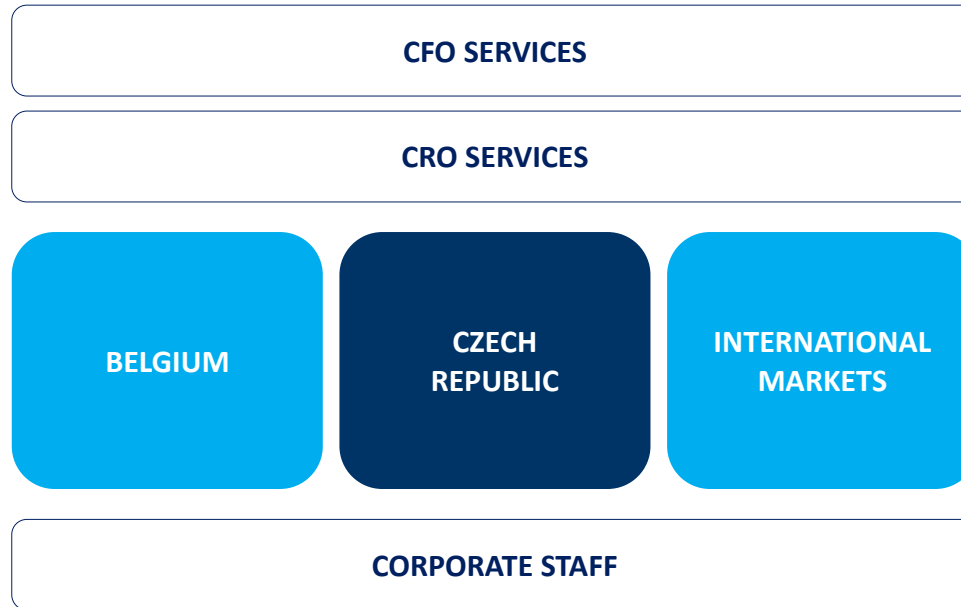 CFO SERVICES
CRO SERVICES
BELGIUM
CZECH
REPUBLIC
INTERNATIONAL
MARKETS
CORPORATE STAFF